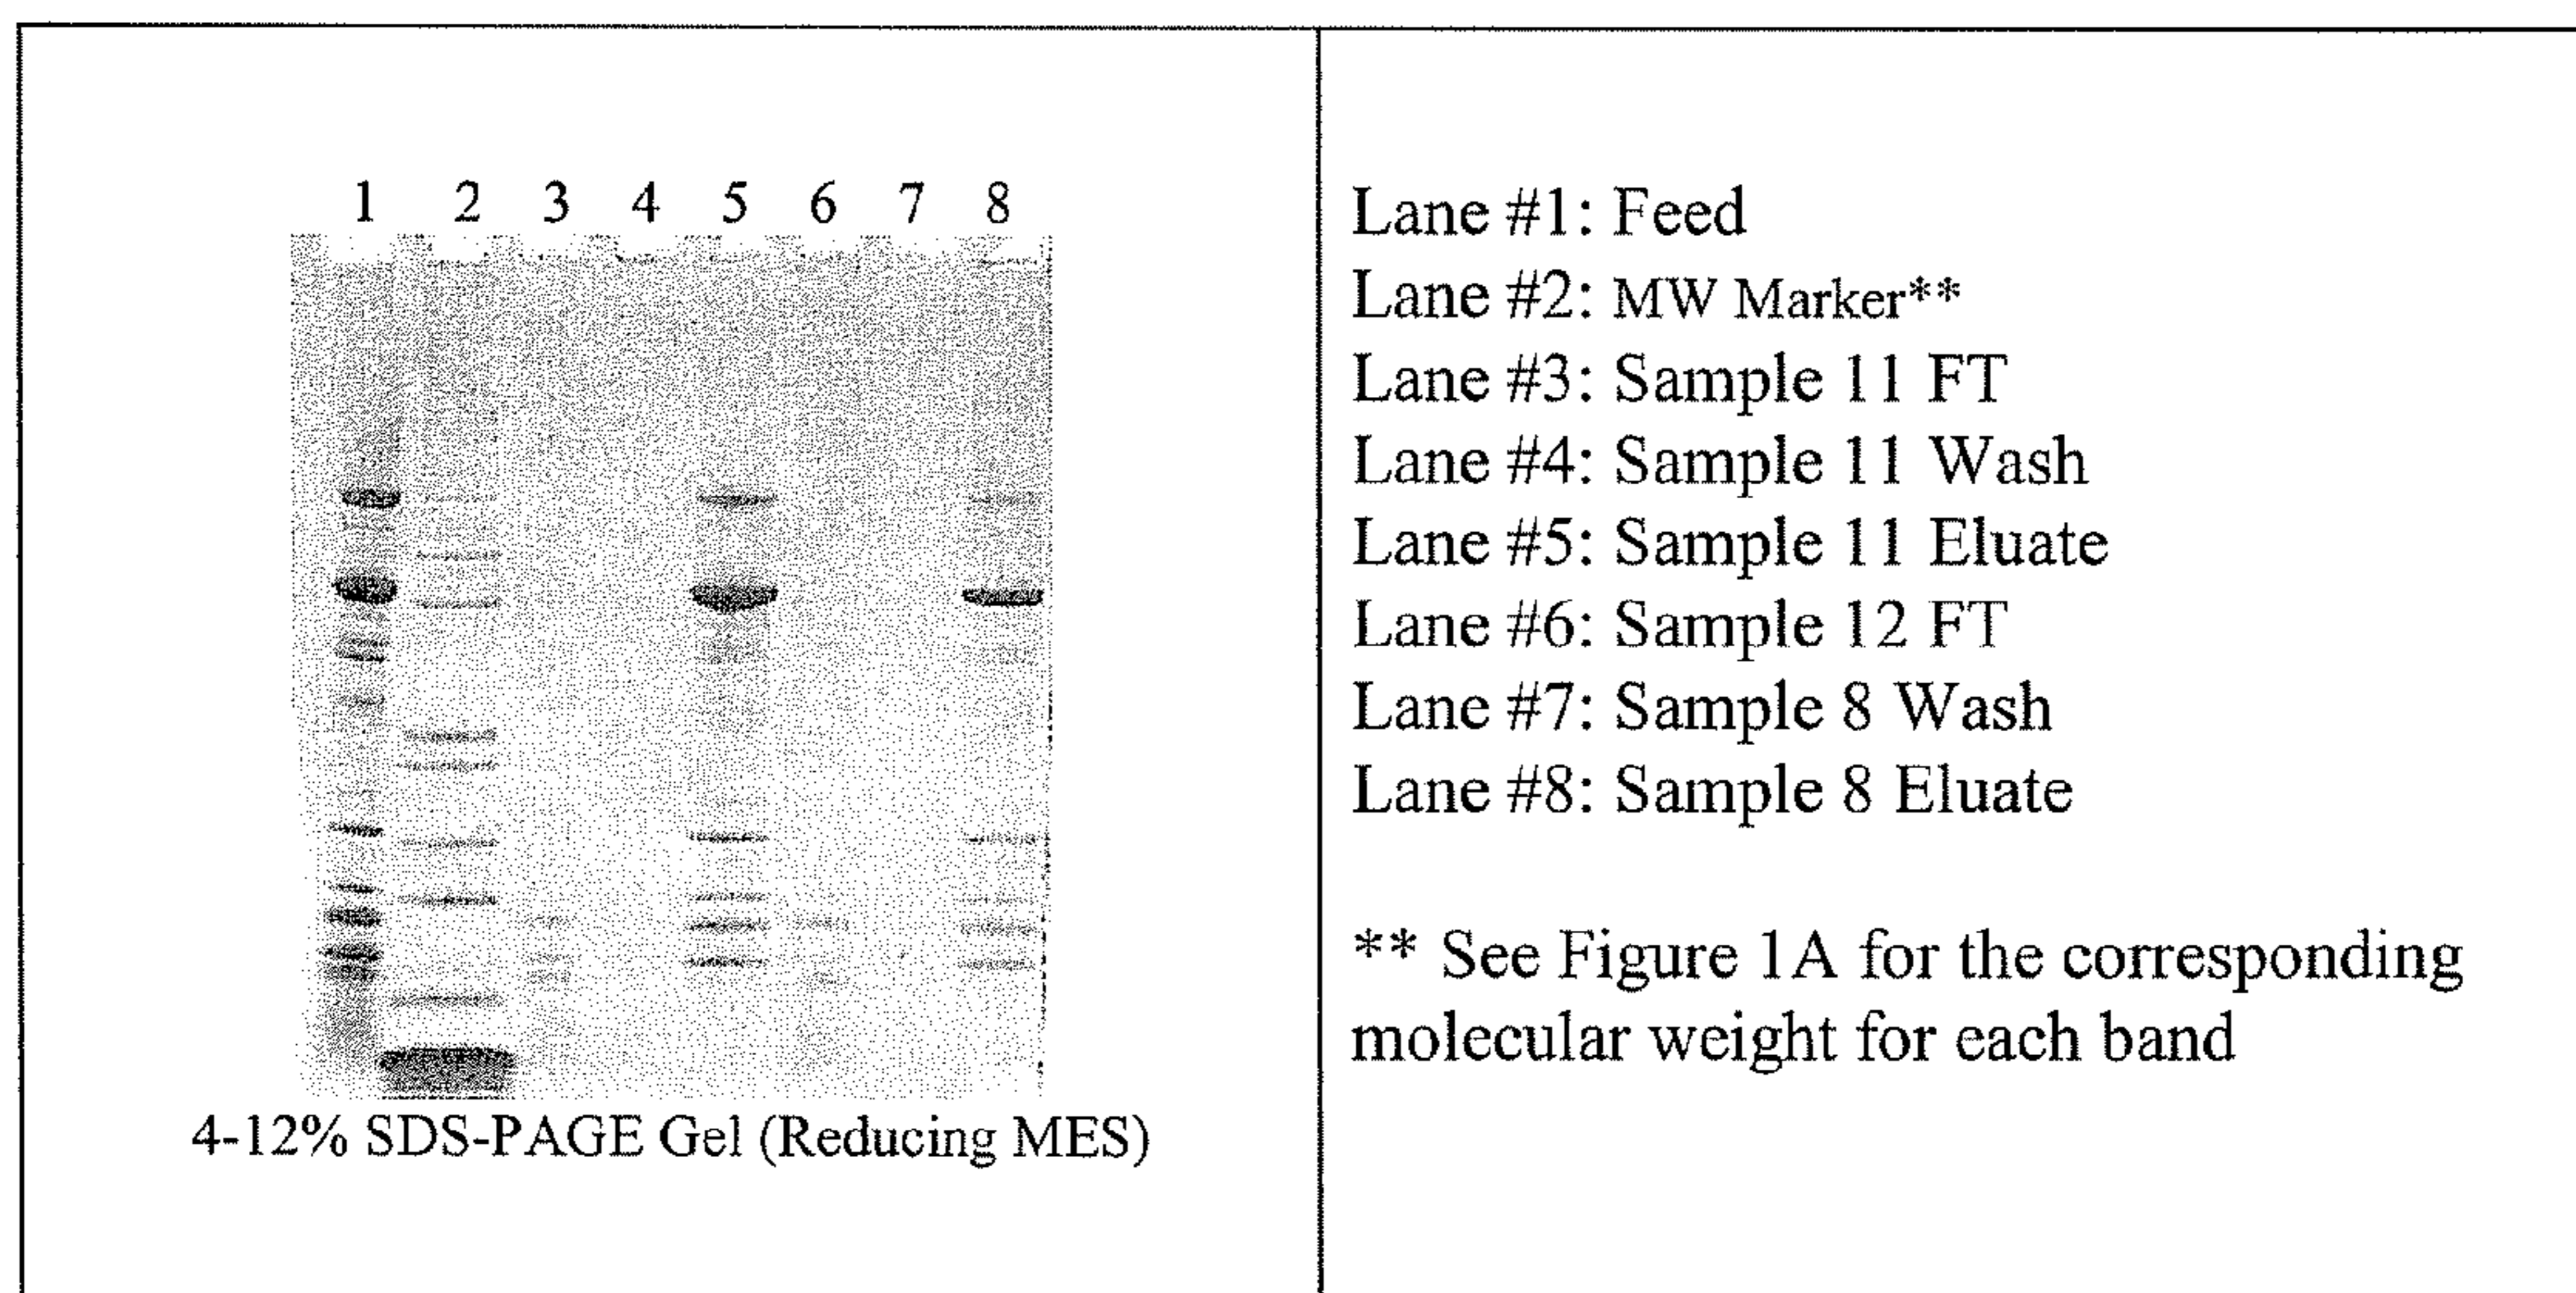 1 2 3 4 5 6 7 8
4-12% SDS-PAGE Gel (Reducing MES)
Lane #1: Feed
Lane #2: MW Marker**
Lane #3: Sample 11 FT
Lane #4: Sample 11 Wash
Lane #5: Sample 11 Eluate
Lane #6: Sample 12 FT
Lane #7: Sample 8 Wash
Lane #8: Sample 8 Eluate
** See Figure 1A for the corresponding
molecular weight for each band